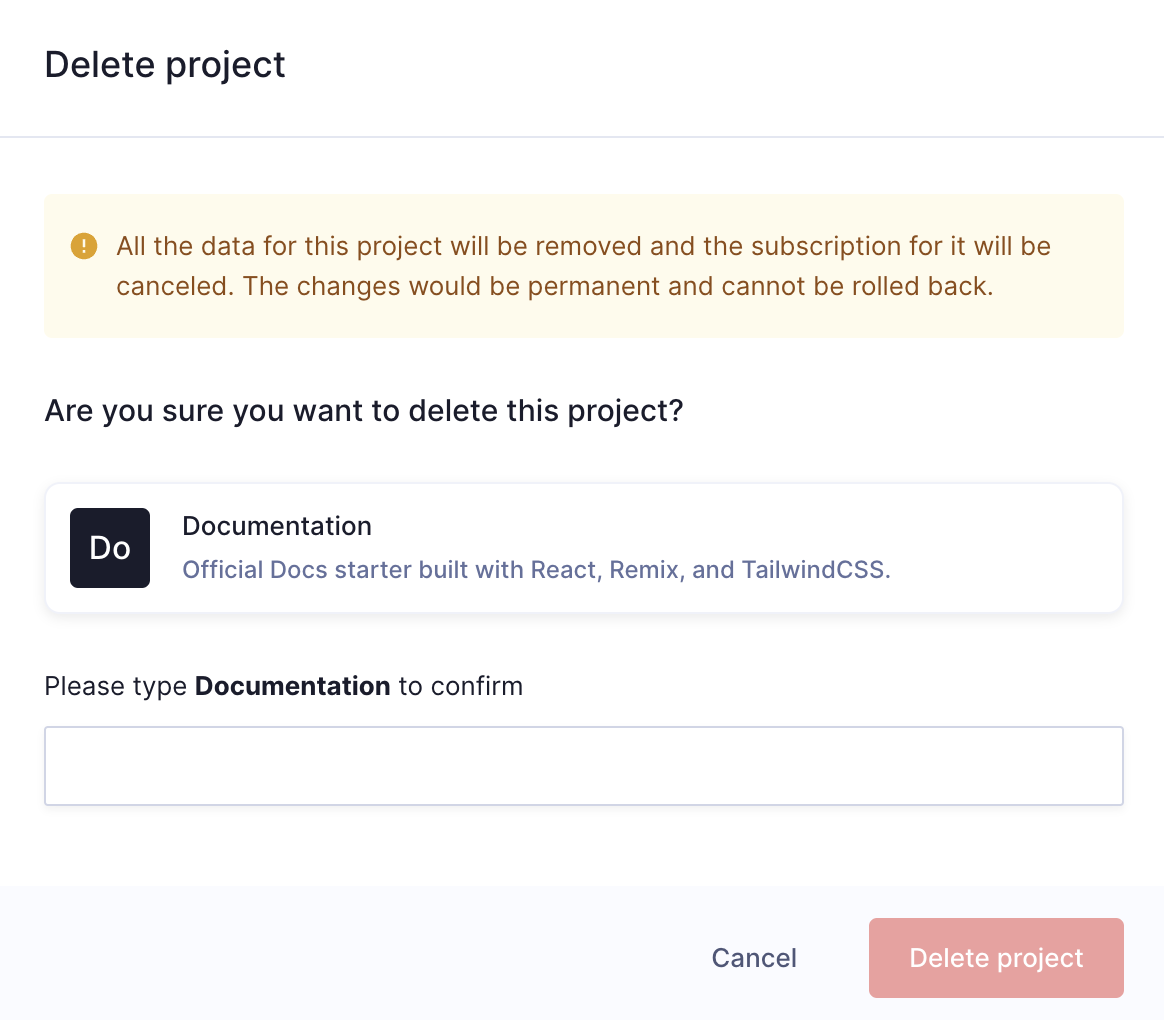 Delete project
All the data for this project will be removed and the subscription for it will be
canceled. The changes would be permanent and cannot be rolled back.
Are you sure you want to delete this project?
Do
Documentation
Official Docs starter built with React, Remix, and TailwindCSS.
Please type Documentation to confirm
Cancel
Delete project